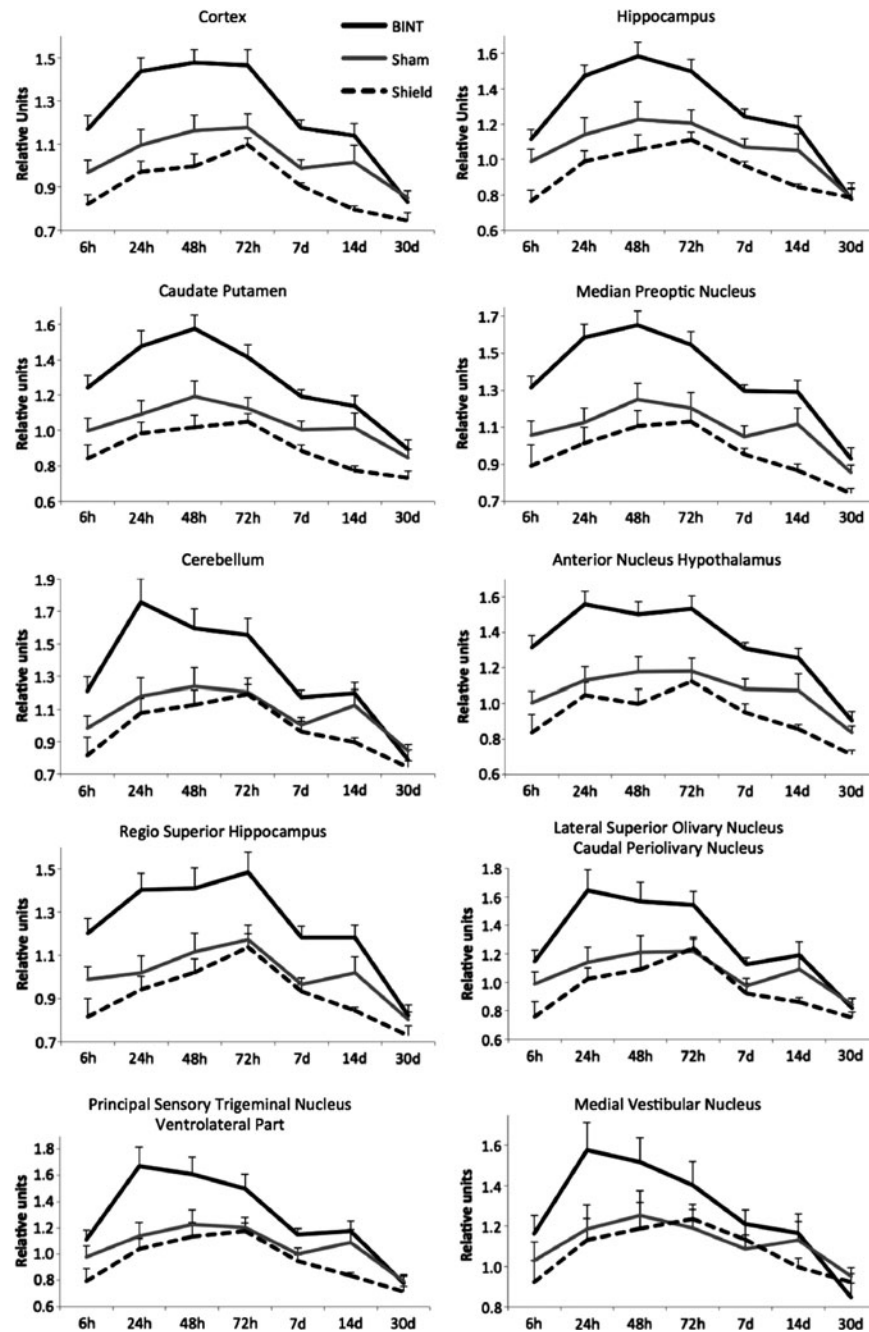 Cortex
BINT
Sham
Shield
Relative Units
1.5
1.3
1.1
0.9
0.7
6h 24h 48h 72h 7d 14d 30d
Hippocampus
Relative Units
1.6
1.4
1.2
1.0
0.8
0.6
6h 24h 48h 72h 7d 14d 30d
Caudate Putamen
Relative units
1.6
1.4
1.2
1.0
0.8
0.6
6h 24h 48h 72h 7d 14d 30d
Median Preoptic Nucleus
Relative units
1.7
1.5
1.3
1.1
0.9
0.7
6h 24h 48h 72h 7d 14d 30d
Cerebellum
Relative units
1.9
1.7
1.5
1.3
1.1
0.9
0.7
6h 24h 48h 72h 7d 14d 30d
Anterior Nucleus Hypothalamus
Relative units
1.6
1.4
1.2
1.0
0.8
0.6
6h 24h 48h 72h 7d 14d 30d
Regio Superior Hippocampus
Relative units
1.5
1.3
1.1
0.9
0.7
6h 24h 48h 72h 7d 14d 30d
Lateral Superior Olivary Nucleus
Caudal Periolivary Nucleus
Relative units
1.8
1.6
1.4
1.2
1.0
0.8
0.6
6h 24h 48h 72h 7d 14d 30d
Principal Sensory Trigeminal Nucleus
Ventrolateral Part
Relative units
1.8
1.6
1.4
1.2
1.0
0.8
0.6
6h 24h 48h 72h 7d 14d 30d
Medial Vestibular Nucleus
Relative units
1.6
1.4
1.2
1.0
0.8
6h 24h 48h 72h 7d 14d 30d